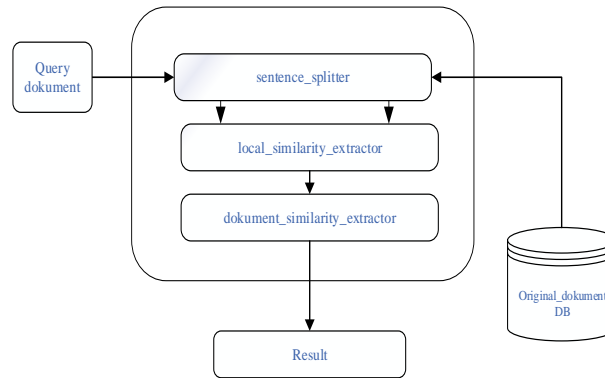 Query
dokument
sentence_splitter
local_similarity_extractor
dokument_similarity_extractor
Original_dokument
DB
Result